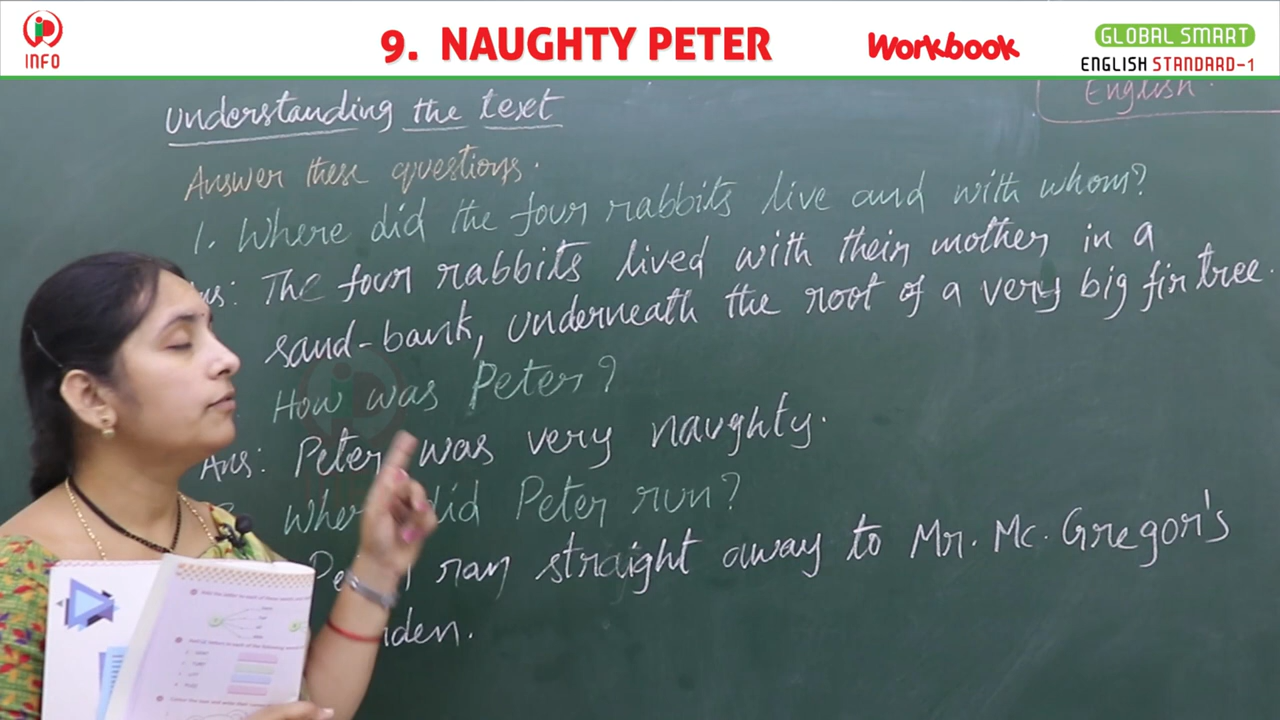 INFO
9. NAUGHTY PETER
Workbook
GLOBAL SMART
ENGLISH STANDARD-1
English.
Understanding the text
Answer these questions.
1. Where did the four rabbits live and with whom?
The four rabbits lived with their mother in a
sand-bank, underneath the root of a very big fir tree.
How was Peter?
Ans: Peter was very naughty.
did Peter run?
ran straight away to Mr. Mc. Gregor's